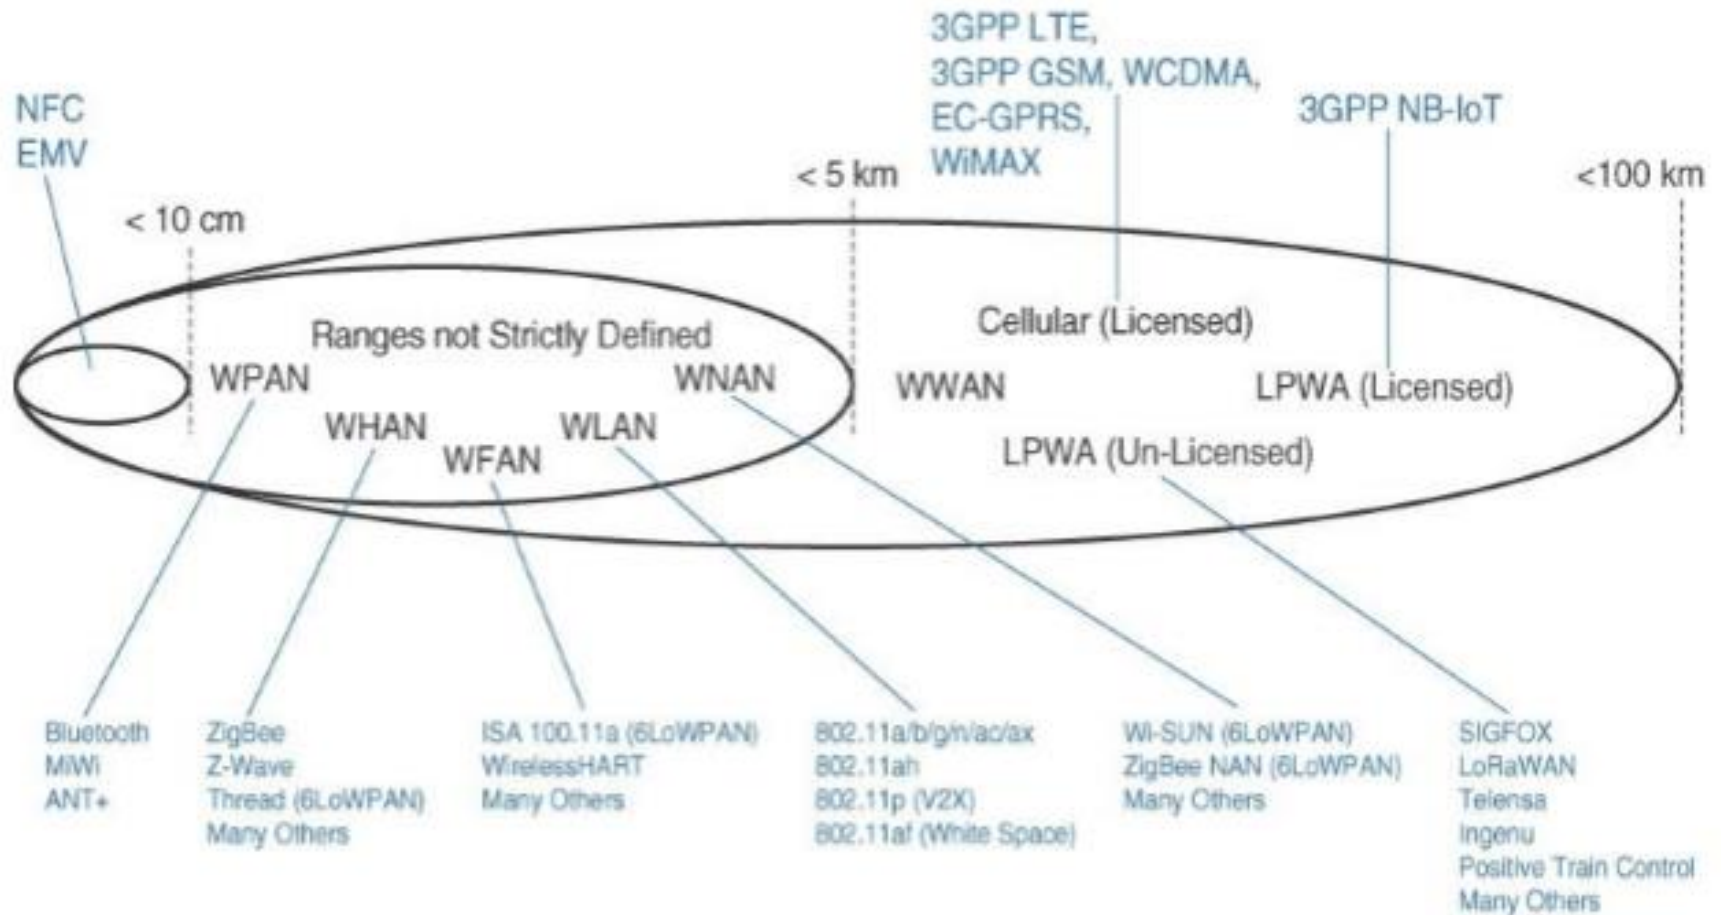 3GPP LTE,
3GPP GSM, WCDMA,
EC-GPRS,
WiMAX
3GPP NB-IoT
NFC
EMV
< 10 cm
< 5 km
<100 km
Ranges not Strictly Defined
WPAN
WHAN
WFAN
WLAN
WNAN
WWAN
Cellular (Licensed)
LPWA (Licensed)
LPWA (Un-Licensed)
Bluetooth
MiWi
ANT+
ZigBee
Z-Wave
Thread (6LoWPAN)
Many Others
ISA 100.11a (6LoWPAN)
WirelessHART
Many Others
802.11a/b/g/n/ac/ax
802.11ah
802.11p (V2X)
802.11af (White Space)
Wi-SUN (6LoWPAN)
ZigBee NAN (6LoWPAN)
Many Others
SIGFOX
LoRaWAN
Telensa
Ingenu
Positive Train Control
Many Others